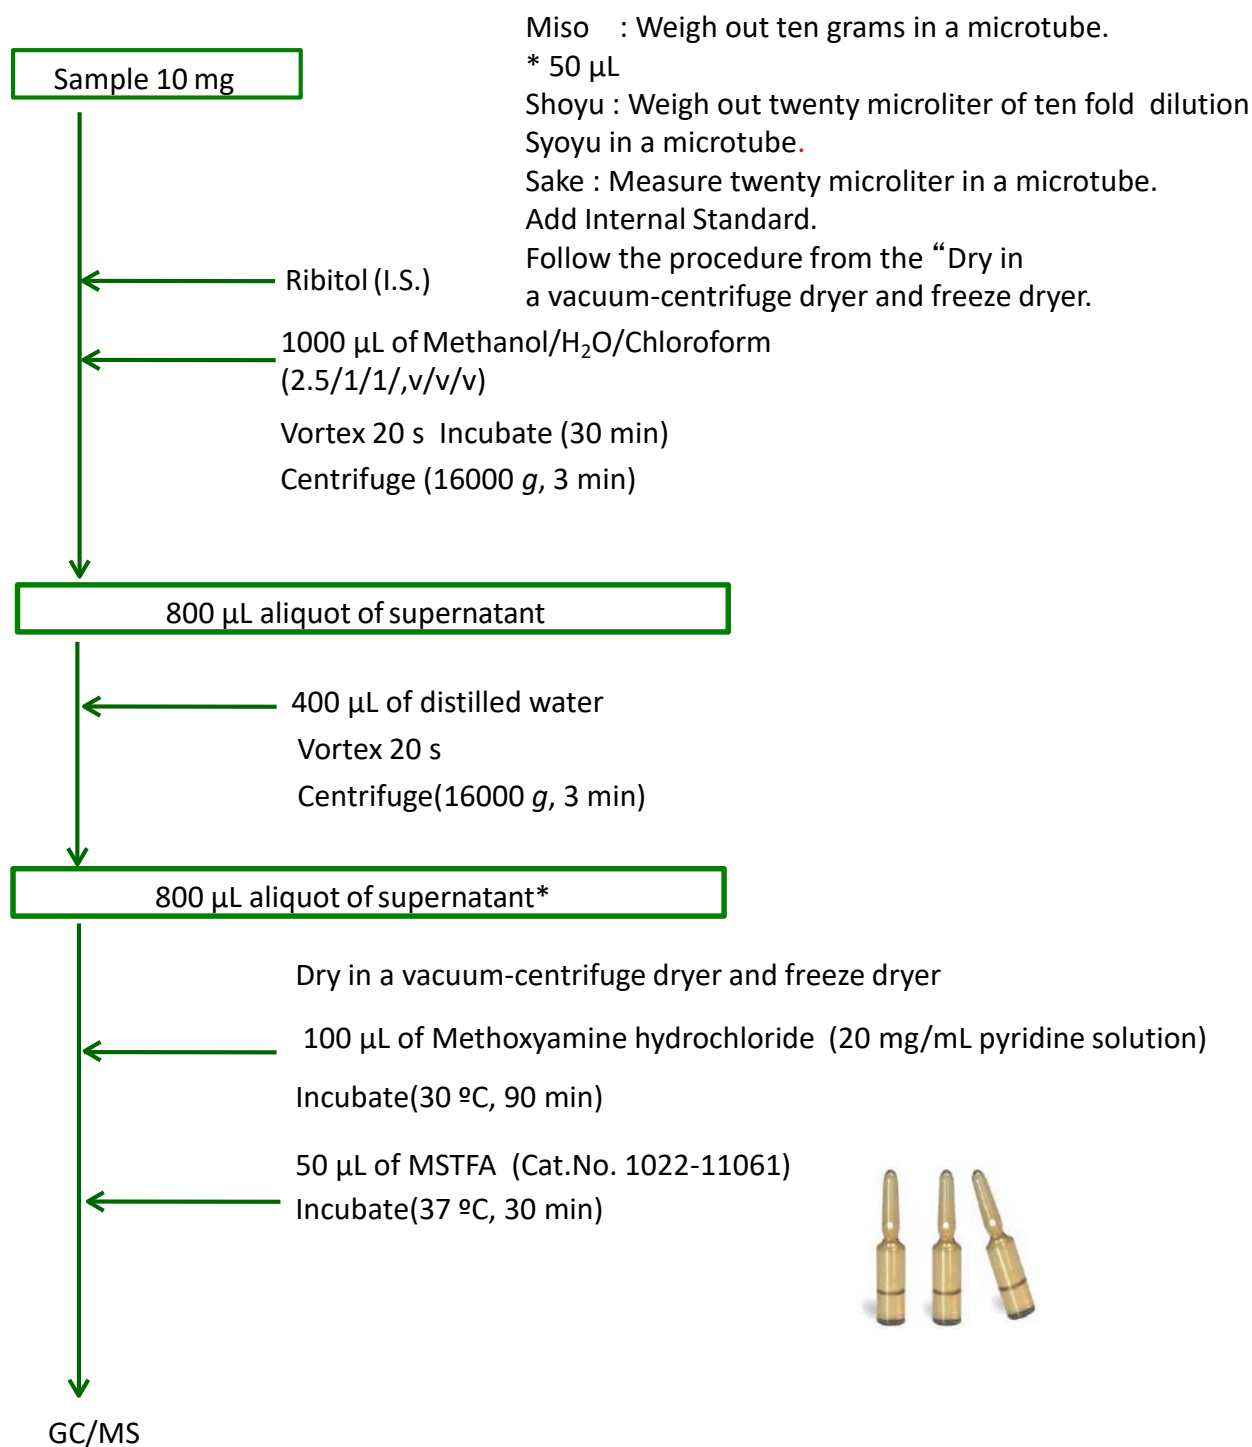 Miso : Weigh out ten grams in a microtube.
* 50 µL
Shoyu : Weigh out twenty microliter of ten fold dilution
Syoyu in a microtube.
Sake : Measure twenty microliter in a microtube.
Add Internal Standard.
Follow the procedure from the “Dry in
a vacuum-centrifuge dryer and freeze dryer.
Sample 10 mg
Ribitol (I.S.)
1000 µL of Methanol/H₂O/Chloroform
(2.5/1/1/,v/v/v)
Vortex 20 s Incubate (30 min)
Centrifuge (16000 g, 3 min)
800 µL aliquot of supernatant
400 µL of distilled water
Vortex 20 s
Centrifuge(16000 g, 3 min)
800 µL aliquot of supernatant*
Dry in a vacuum-centrifuge dryer and freeze dryer
100 µL of Methoxyamine hydrochloride (20 mg/mL pyridine solution)
Incubate(30 ºC, 90 min)
50 µL of MSTFA (Cat.No. 1022-11061)
Incubate(37 ºC, 30 min)
GC/MS